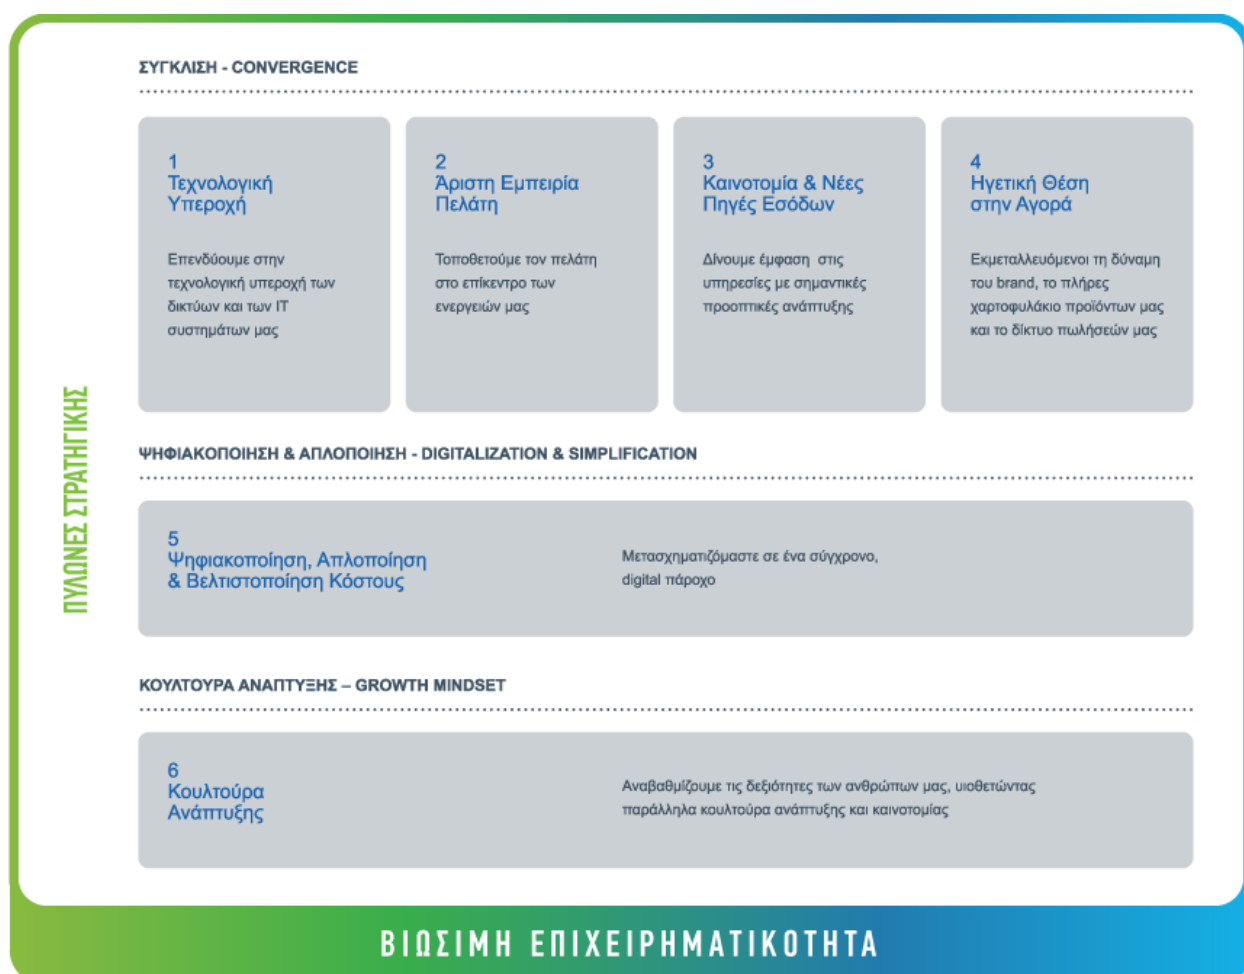 ΣΥΓΚΛΙΣΗ - CONVERGENCE
1
Τεχνολογική
Υπεροχή
Επενδύουμε στην
τεχνολογική υπεροχή των
δικτύων και των IT
συστημάτων μας
2
Άριστη Εμπειρία
Πελάτη
Τοποθετούμε τον πελάτη
στο επίκεντρο των
ενεργειών μας
3
Καινοτομία & Νέες
Πηγές Εσόδων
Δίνουμε έμφαση στις
υπηρεσίες με σημαντικές
προοπτικές ανάπτυξης
4
Ηγετική Θέση
στην Αγορά
Εκμεταλλευόμενοι τη δύναμη
του brand, το πλήρες
χαρτοφυλάκιο προϊόντων μας
και το δίκτυο πωλήσεών μας
ΠΥΛΩΝΕΣ ΣΤΡΑΤΗΓΙΚΗΣ
ΨΗΦΙΑΚΟΠΟΙΗΣΗ & ΑΠΛΟΠΟΙΗΣΗ - DIGITALIZATION & SIMPLIFICATION
5
Ψηφιακοποίηση, Απλοποίηση
& Βελτιστοποίηση Κόστους
Μετασχηματιζόμαστε σε ένα σύγχρονο,
digital πάροχο
ΚΟΥΛΤΟΥΡΑ ΑΝΑΠΤΥΞΗΣ – GROWTH MINDSET
6
Κουλτούρα
Ανάπτυξης
Αναβαθμίζουμε τις δεξιότητες των ανθρώπων μας, υιοθετώντας
παράλληλα κουλτούρα ανάπτυξης και καινοτομίας
ΒΙΩΣΙΜΗ ΕΠΙΧΕΙΡΗΜΑΤΙΚΟΤΗΤΑ